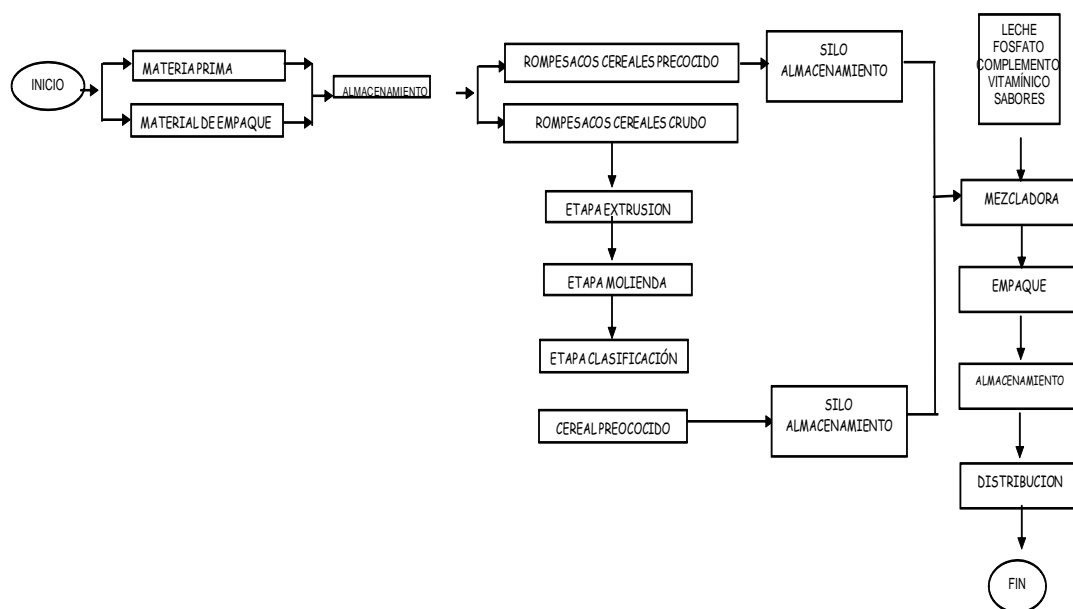 INICIO
MATERIA PRIMA
MATERIAL DE EMPAQUE
ALMACENAMIENTO
ROMPESACOS CEREALES PRECOCIDO
ROMPESACOS CEREALES CRUDO
ETAPA EXTRUSION
ETAPA MOLIENDA
ETAPA CLASIFICACIÓN
CEREAL PREOCOCIDO
SILO
ALMACENAMIENTO
SILO
ALMACENAMIENTO
LECHE
FOSFATO
COMPLEMENTO
VITAMÍNICO
SABORES
MEZCLADORA
EMPAQUE
ALMACENAMIENTO
DISTRIBUCION
FIN